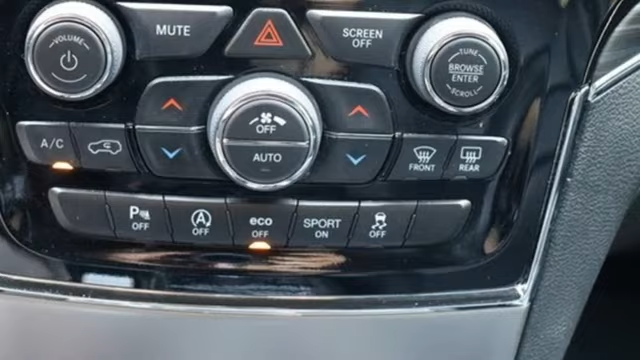 VOLUME
MUTE
SCREEN
OFF
TUNE
BROWSE
ENTER
SCROLL
OFF
AUTO
A/C
FRONT
REAR
P
OFF
A
OFF
eco
OFF
SPORT
ON
OFF